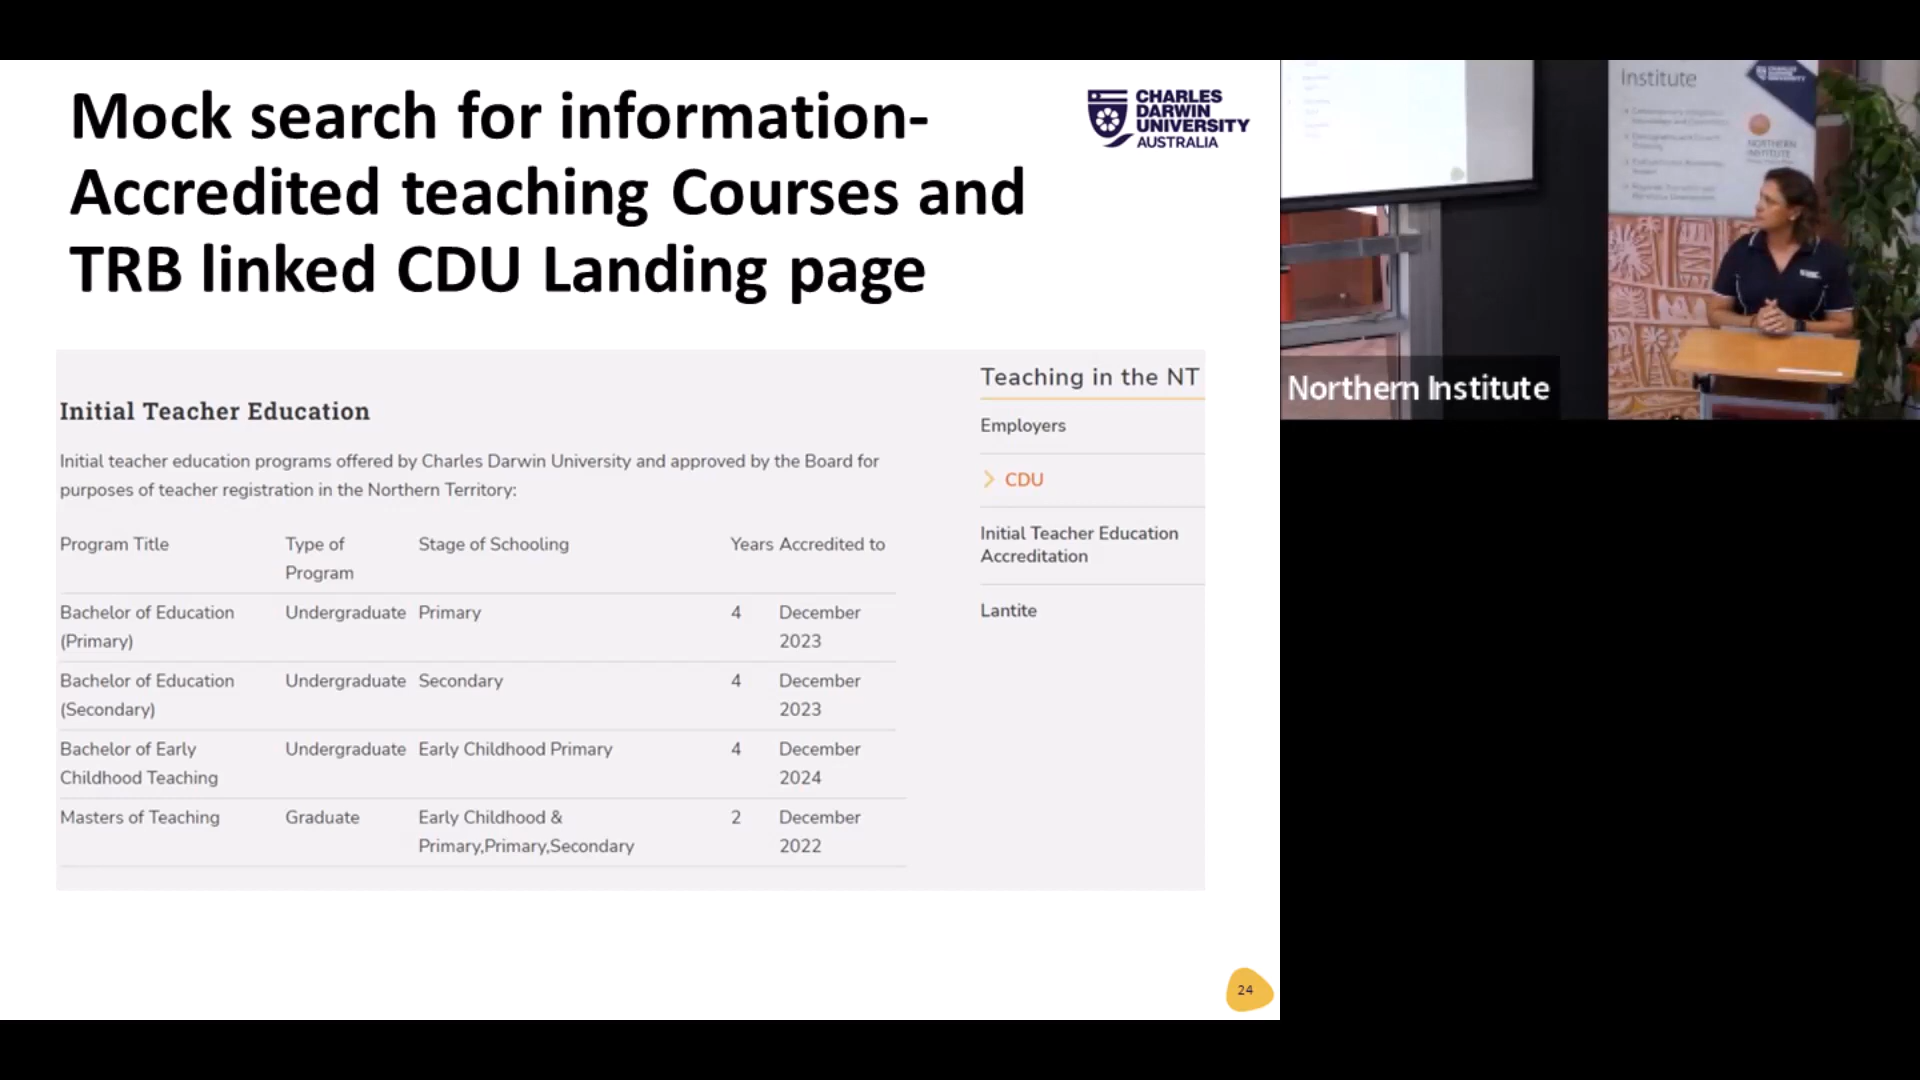 Mock search for information-
Accredited teaching Courses and
TRB linked CDU Landing page
CHARLES
DARWIN
UNIVERSITY
AUSTRALIA
Initial Teacher Education
Initial teacher education programs offered by Charles Darwin University and approved by the Board for
purposes of teacher registration in the Northern Territory:
Program Title Type of Program Stage of Schooling Years Accredited to
Bachelor of Education (Primary) Undergraduate Primary 4 December 2023
Bachelor of Education (Secondary) Undergraduate Secondary 4 December 2023
Bachelor of Early Childhood Teaching Undergraduate Early Childhood Primary 4 December 2024
Masters of Teaching Graduate Early Childhood & Primary,Primary,Secondary 2 December 2022
Teaching in the NT
Employers
CDU
Initial Teacher Education
Accreditation
Lantite
24
Institute
NORTHERN
INSTITUTE
Northern Institute